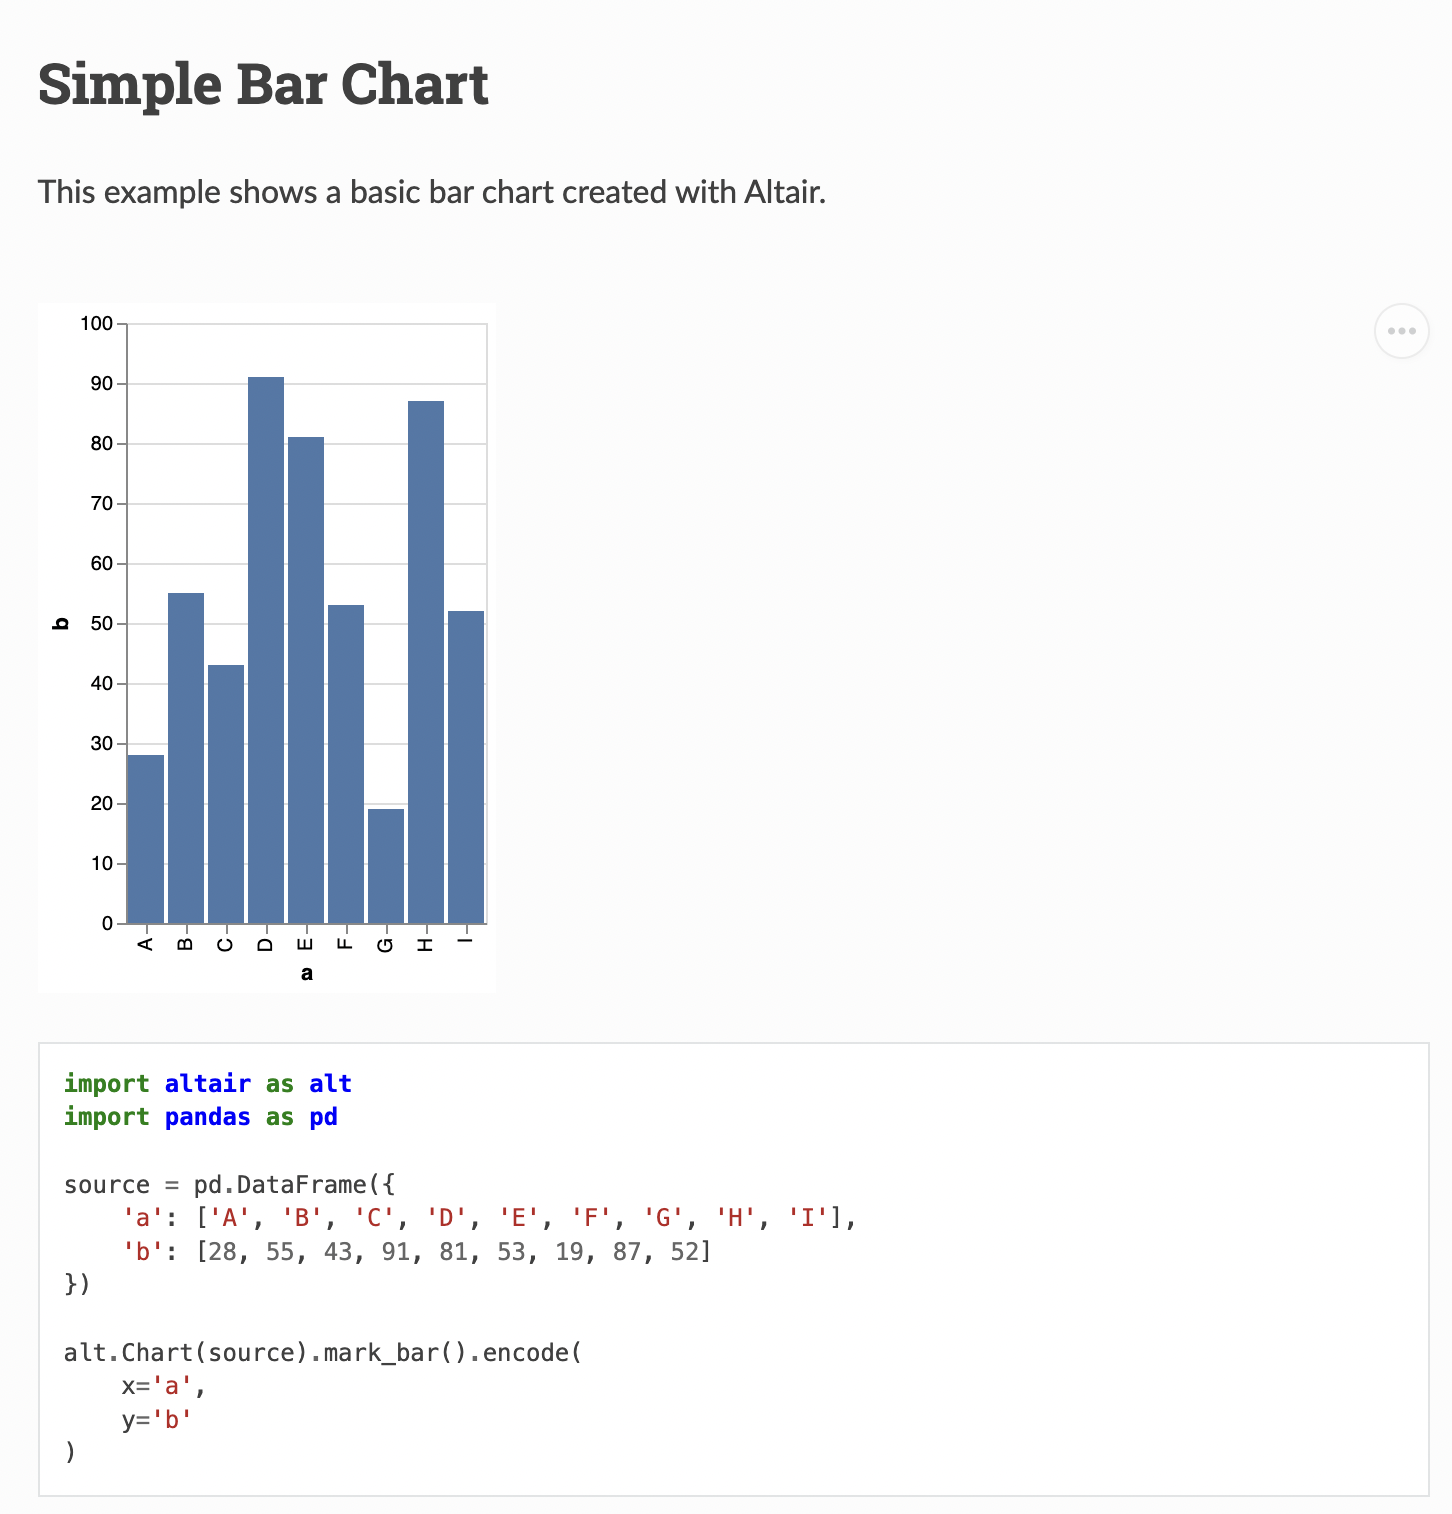 Simple Bar Chart
This example shows a basic bar chart created with Altair.
100
90
80
70
60
50
40
30
20
10
0
b
A B C D E F G H I
a
import altair as alt
import pandas as pd
source = pd.DataFrame({
    'a': ['A', 'B', 'C', 'D', 'E', 'F', 'G', 'H', 'I'],
    'b': [28, 55, 43, 91, 81, 53, 19, 87, 52]
})
alt.Chart(source).mark_bar().encode(
    x='a',
    y='b'
)